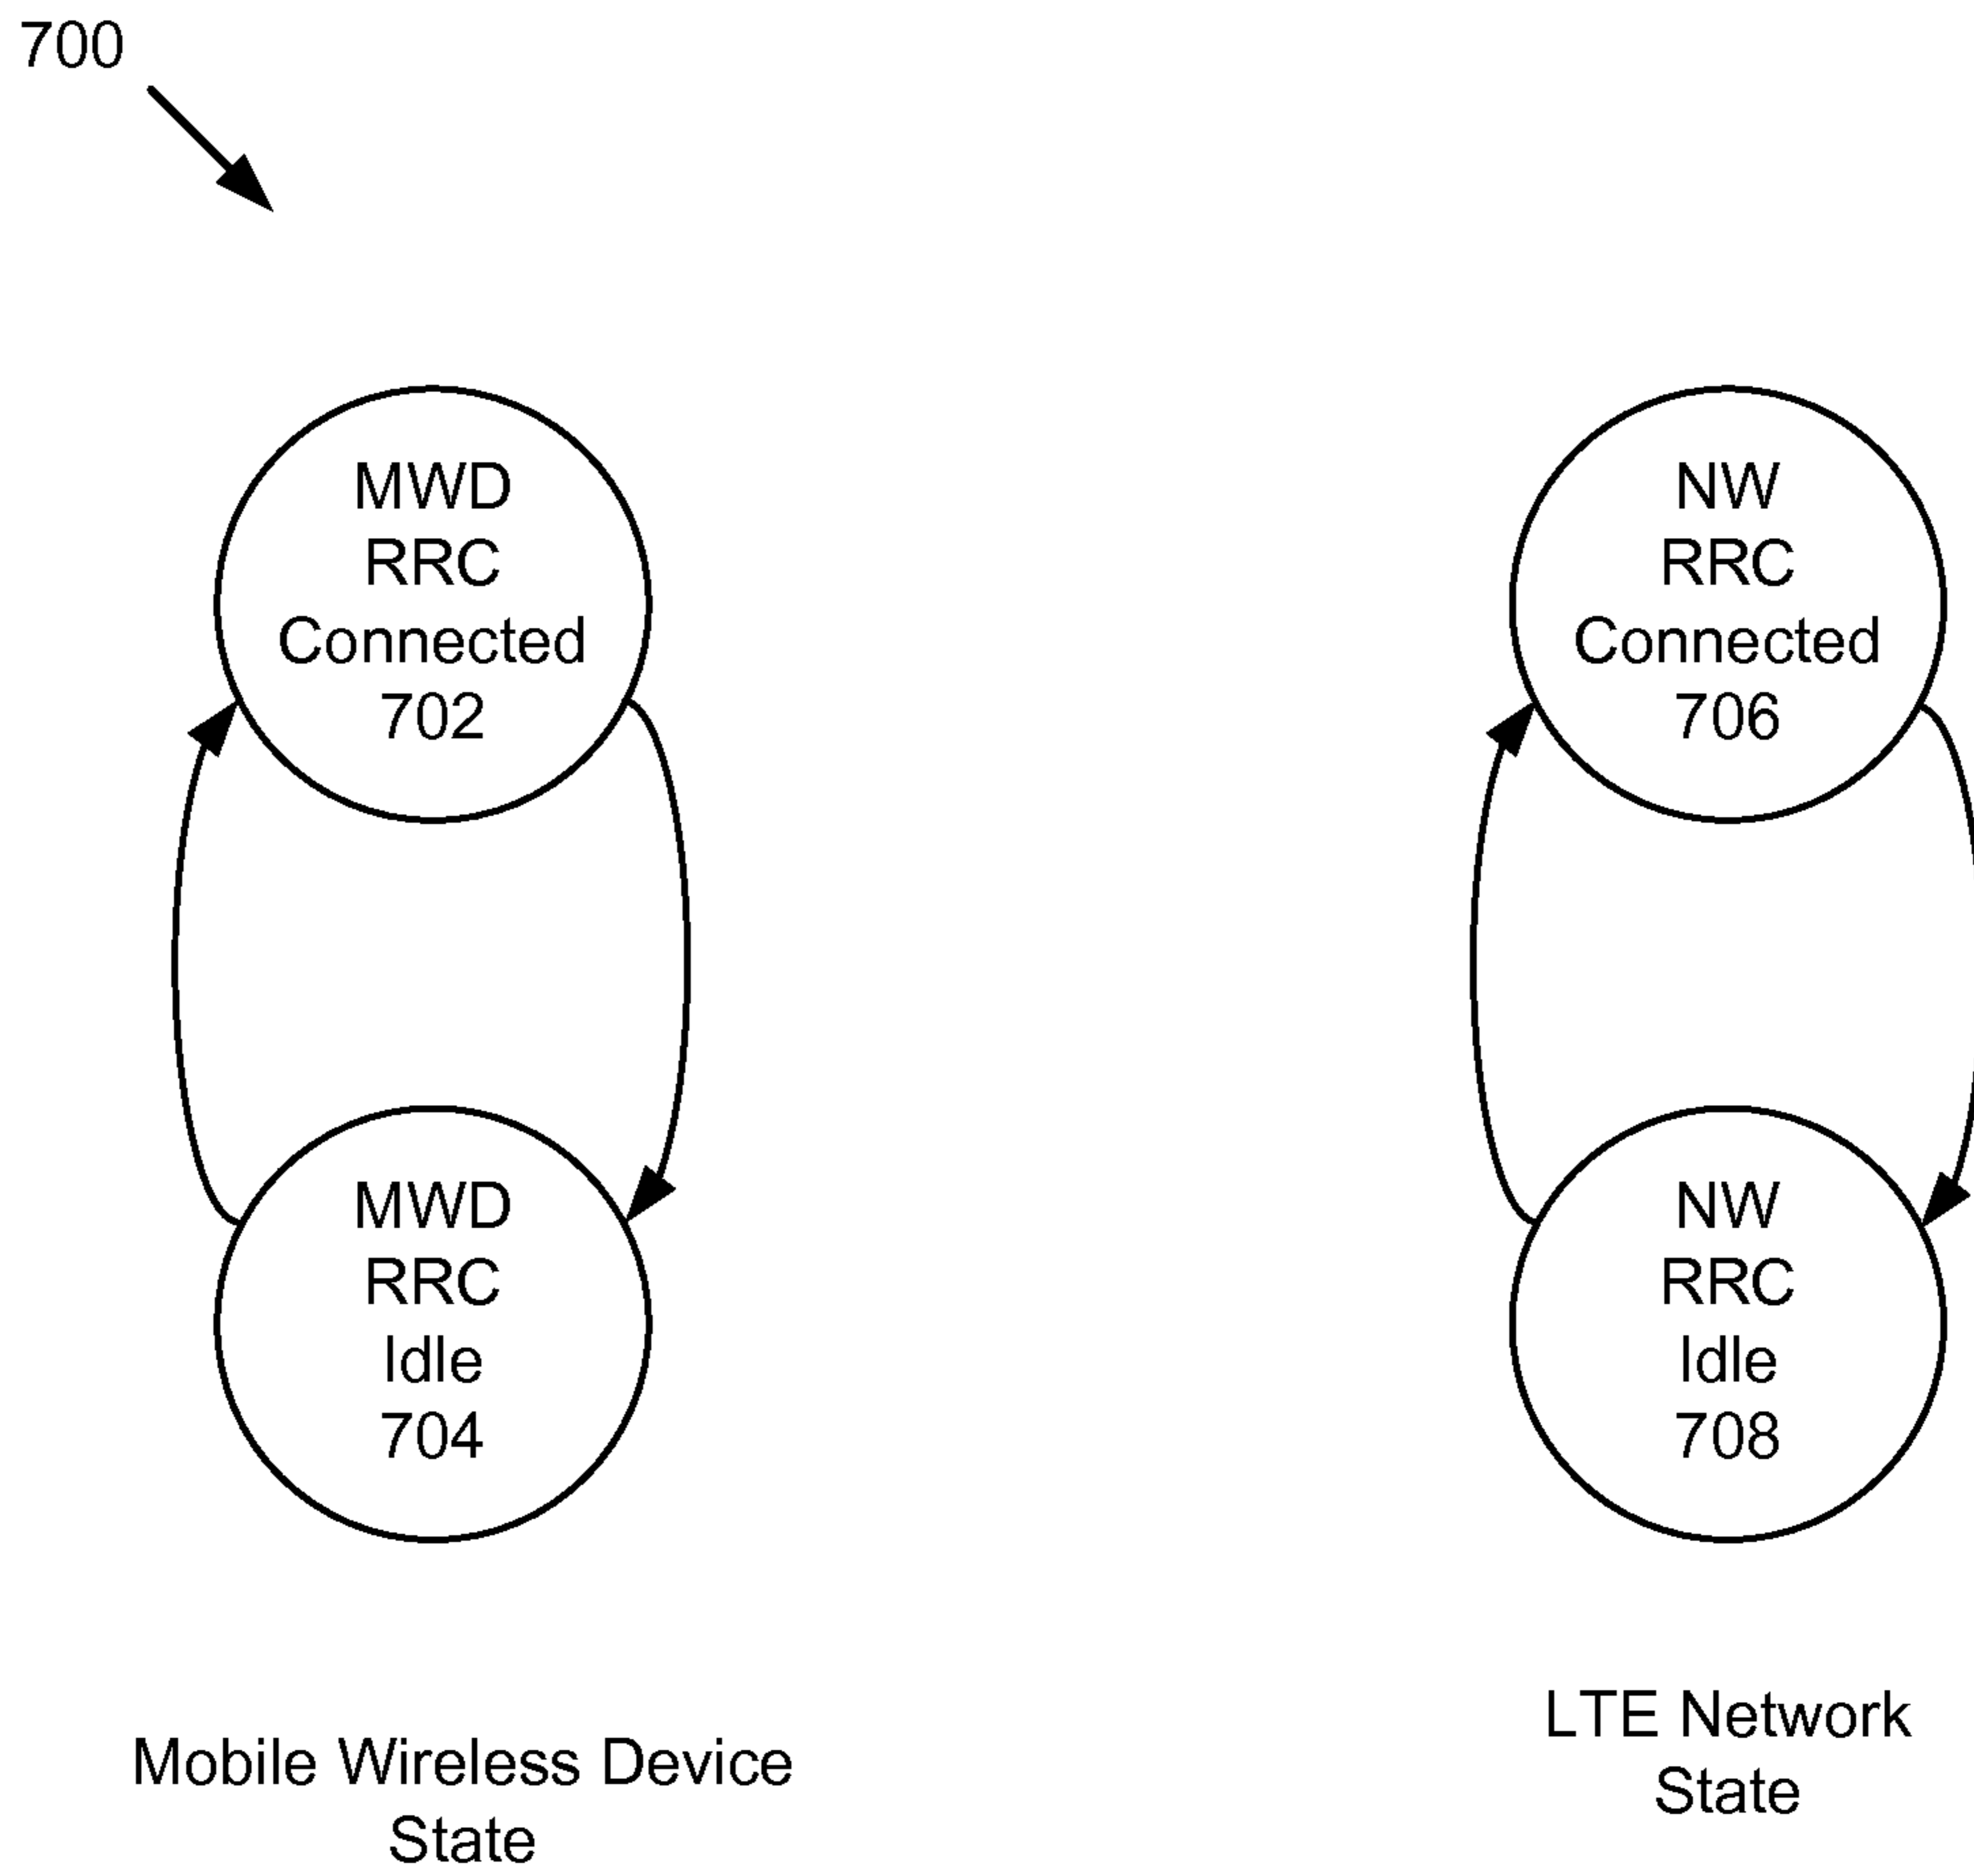 700
MWD
RRC
Connected
702
NW
RRC
Connected
706
MWD
RRC
Idle
704
NW
RRC
Idle
708
Mobile Wireless Device
State
LTE Network
State